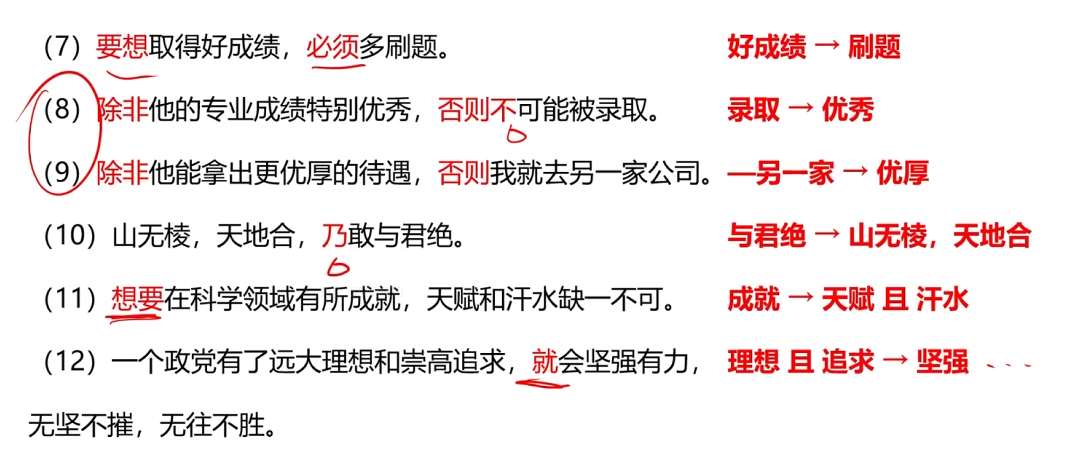 （7）要想取得好成绩，必须多刷题。 好成绩 → 刷题
（8）除非他的专业成绩特别优秀，否则不可能被录取。 录取 → 优秀
（9）除非他能拿出更优厚的待遇，否则我就去另一家公司。 —另一家 → 优厚
（10）山无棱，天地合，乃敢与君绝。 与君绝 → 山无棱，天地合
（11）想要在科学领域有所成就，天赋和汗水缺一不可。 成就 → 天赋 且 汗水
（12）一个政党有了远大理想和崇高追求，就会坚强有力， 理想 且 追求 → 坚强
无坚不摧，无往不胜。